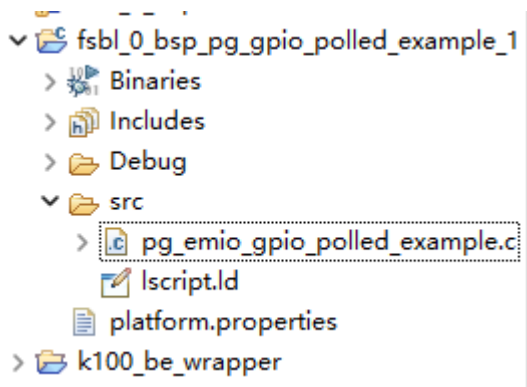 fsbl_0_bsp_pg_gpio_polled_example_1
Binaries
Includes
Debug
src
pg_emio_gpio_polled_example.c
lscript.ld
platform.properties
k100_be_wrapper